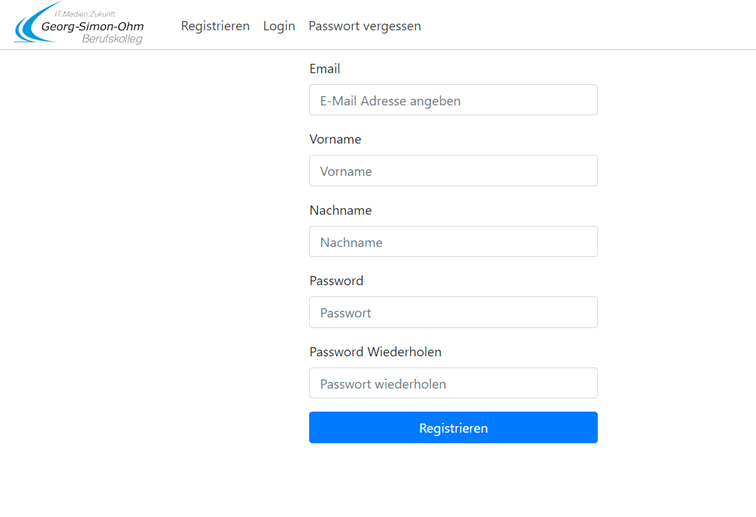 IT Medien Zukunft
Georg-Simon-Ohm
Berufskolleg
Registrieren Login Passwort vergessen
Email
E-Mail Adresse angeben
Vorname
Vorname
Nachname
Nachname
Password
Passwort
Password Wiederholen
Passwort wiederholen
Registrieren